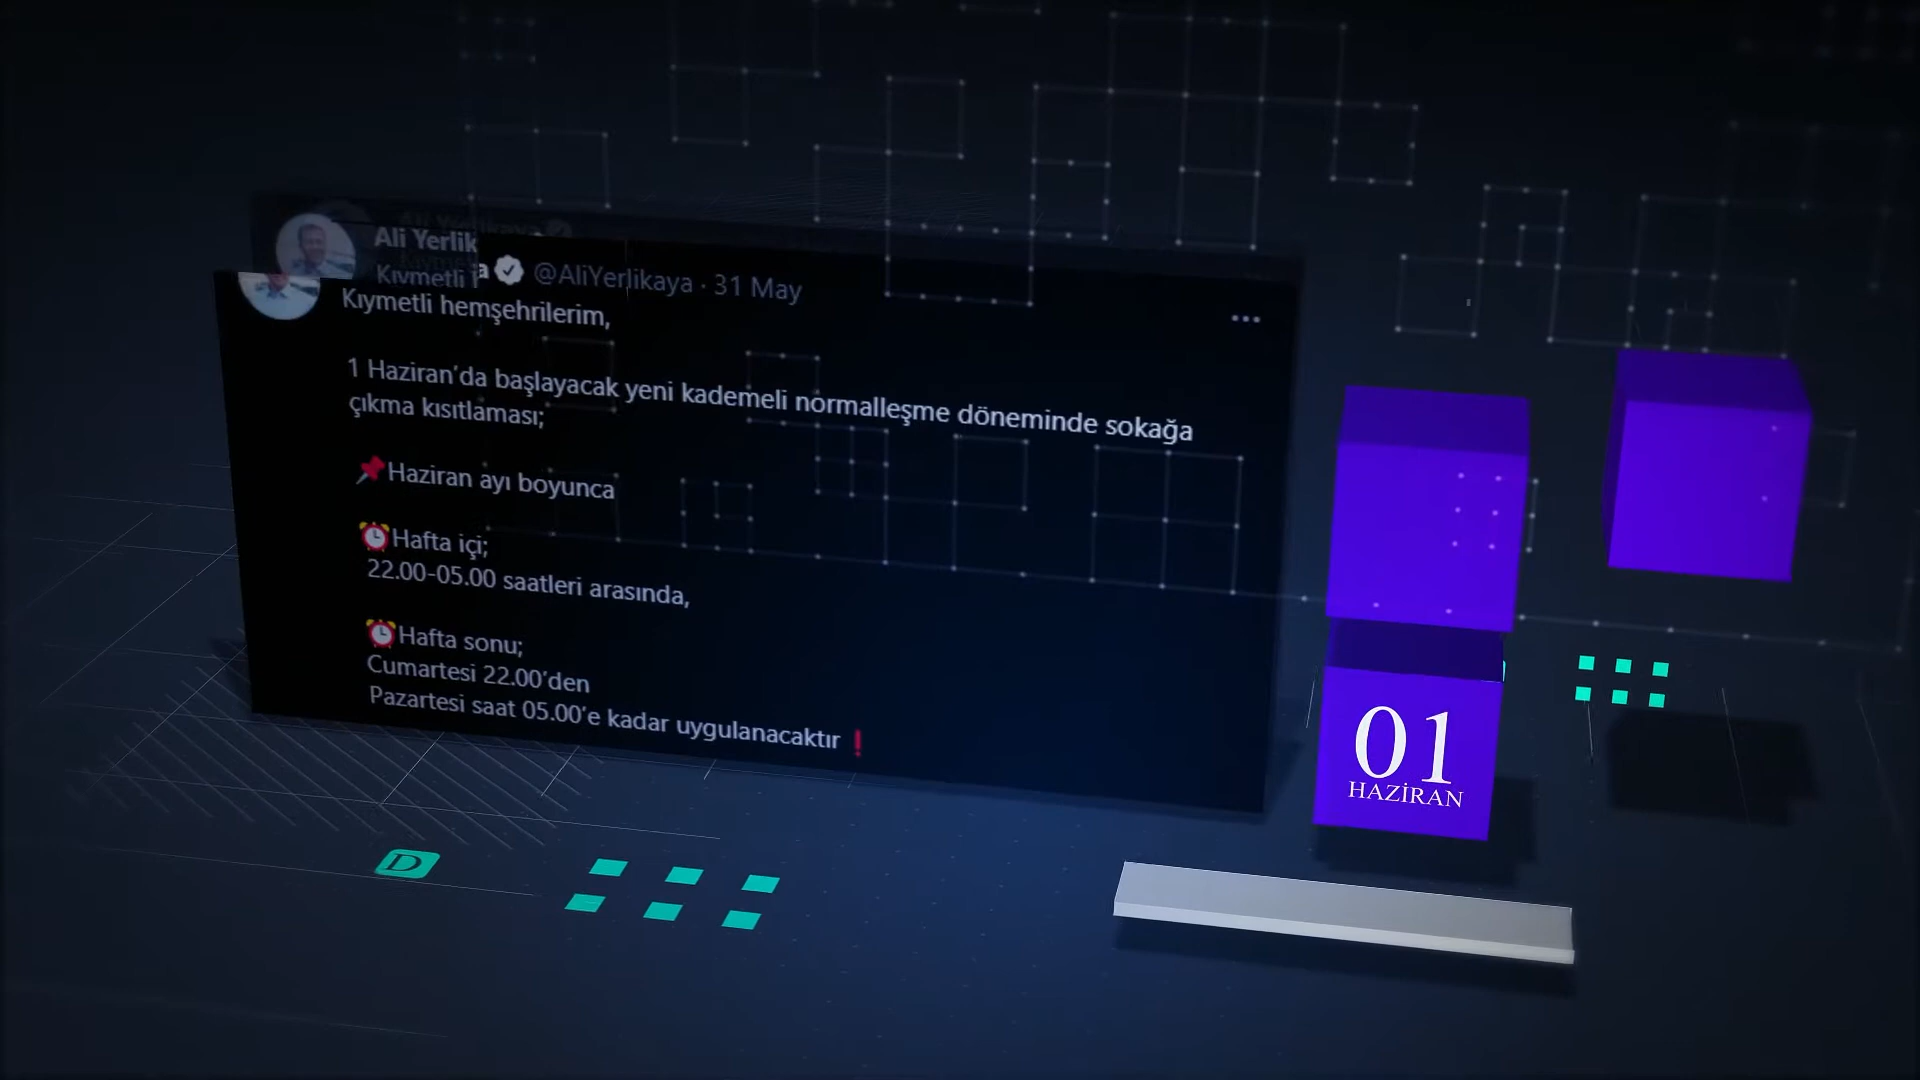 Ali Yerlik
a @AliYerlikaya · 31 May
Kıymetli
Kıymetli hemşehrilerim,
1 Haziran'da başlayacak yeni kademeli normalleşme döneminde sokağa
çıkma kısıtlaması;
Haziran ayı boyunca
Hafta içi;
22.00-05.00 saatleri arasında,
Hafta sonu;
Cumartesi 22.00'den
Pazartesi saat 05.00'e kadar uygulanacaktır❗
01
HAZİRAN
D